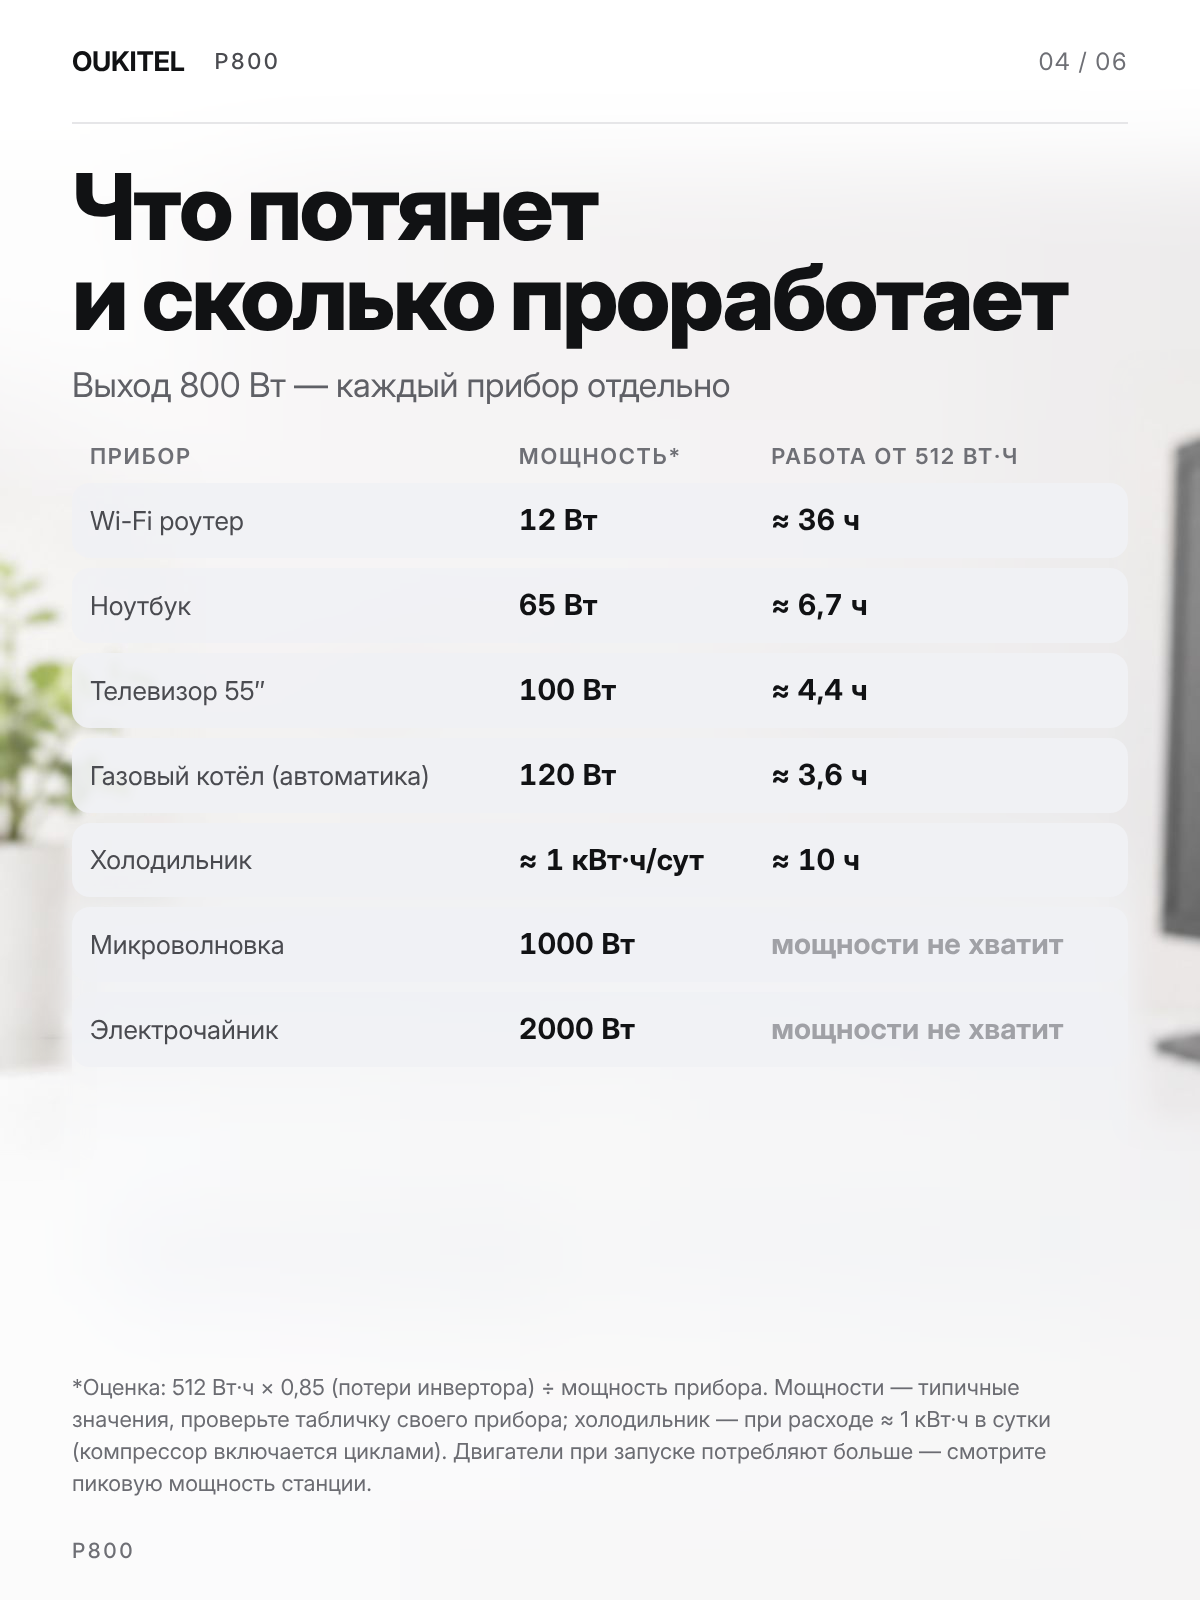 OUKITEL P800 04 / 06
Что потянет
и сколько проработает
Выход 800 Вт — каждый прибор отдельно
ПРИБОР МОЩНОСТЬ* РАБОТА ОТ 512 ВТ·Ч
Wi-Fi роутер 12 Вт ≈ 36 ч
Ноутбук 65 Вт ≈ 6,7 ч
Телевизор 55″ 100 Вт ≈ 4,4 ч
Газовый котёл (автоматика) 120 Вт ≈ 3,6 ч
Холодильник ≈ 1 кВт·ч/сут ≈ 10 ч
Микроволновка 1000 Вт мощности не хватит
Электрочайник 2000 Вт мощности не хватит
*Оценка: 512 Вт·ч × 0,85 (потери инвертора) ÷ мощность прибора. Мощности — типичные
значения, проверьте табличку своего прибора; холодильник — при расходе ≈ 1 кВт·ч в сутки
(компрессор включается циклами). Двигатели при запуске потребляют больше — смотрите
пиковую мощность станции.
P800